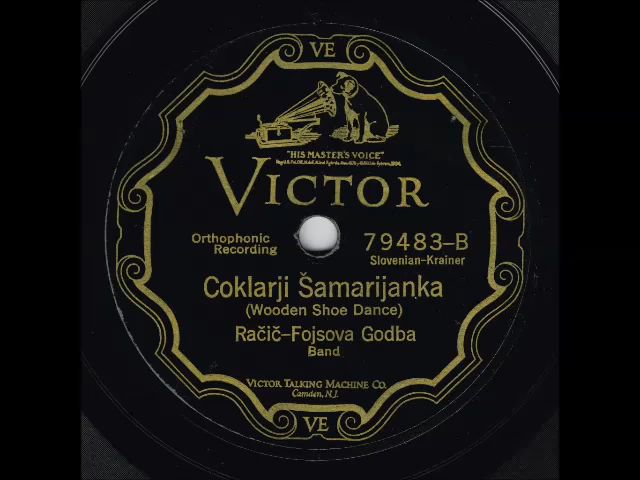 VE
"HIS MASTER'S VOICE"
VICTOR
Orthophonic
Recording
79483-B
Slovenian-Krainer
Coklarji Šamarijanka
(Wooden Shoe Dance)
Račič-Fojsova Godba
Band
VICTOR TALKING MACHINE CO.
Camden, N.J.
VE